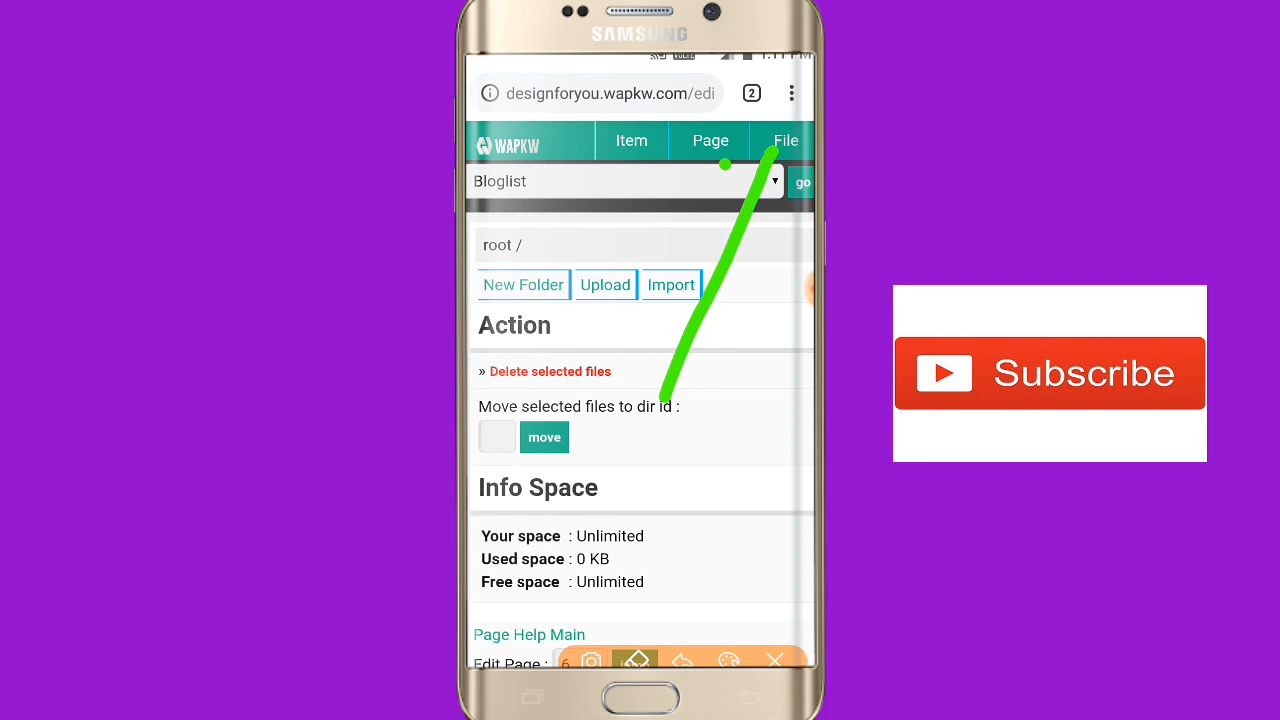 SAMSUNG
designforyou.wapkw.com/edi
2
WAPKW
Item
Page
File
Bloglist
go
root /
New Folder
Upload
Import
Action
» Delete selected files
Move selected files to dir id :
move
Info Space
Your space : Unlimited
Used space : 0 KB
Free space : Unlimited
Page Help Main
Edit Page : 6
Subscribe